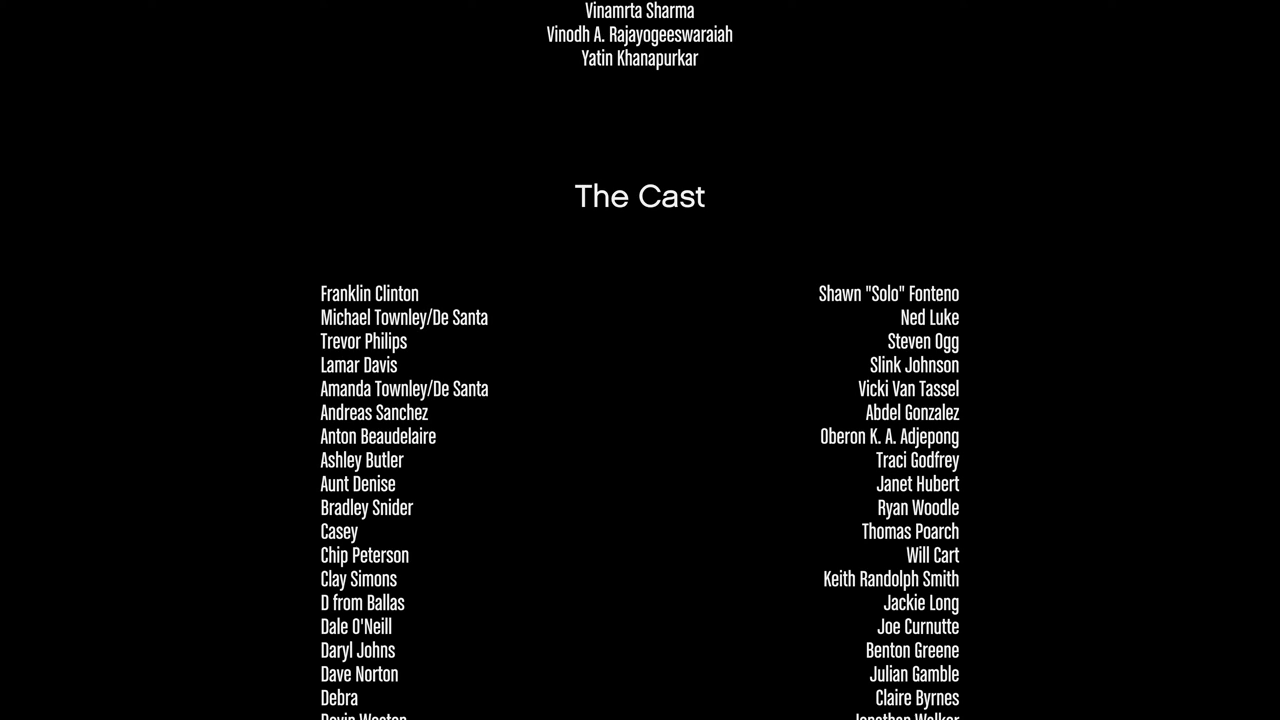 Vinamrta Sharma
Vinodh A. Rajayogeeswaraiah
Yatin Khanapurkar
The Cast
Franklin Clinton Shawn "Solo" Fonteno
Michael Townley/De Santa Ned Luke
Trevor Philips Steven Ogg
Lamar Davis Slink Johnson
Amanda Townley/De Santa Vicki Van Tassel
Andreas Sanchez Abdel Gonzalez
Anton Beaudelaire Oberon K. A. Adjepong
Ashley Butler Traci Godfrey
Aunt Denise Janet Hubert
Bradley Snider Ryan Woodle
Casey Thomas Poarch
Chip Peterson Will Cart
Clay Simons Keith Randolph Smith
D from Ballas Jackie Long
Dale O'Neill Joe Curnutte
Daryl Johns Benton Greene
Dave Norton Julian Gamble
Debra Claire Byrnes
Devin Weston Jonathan Walker